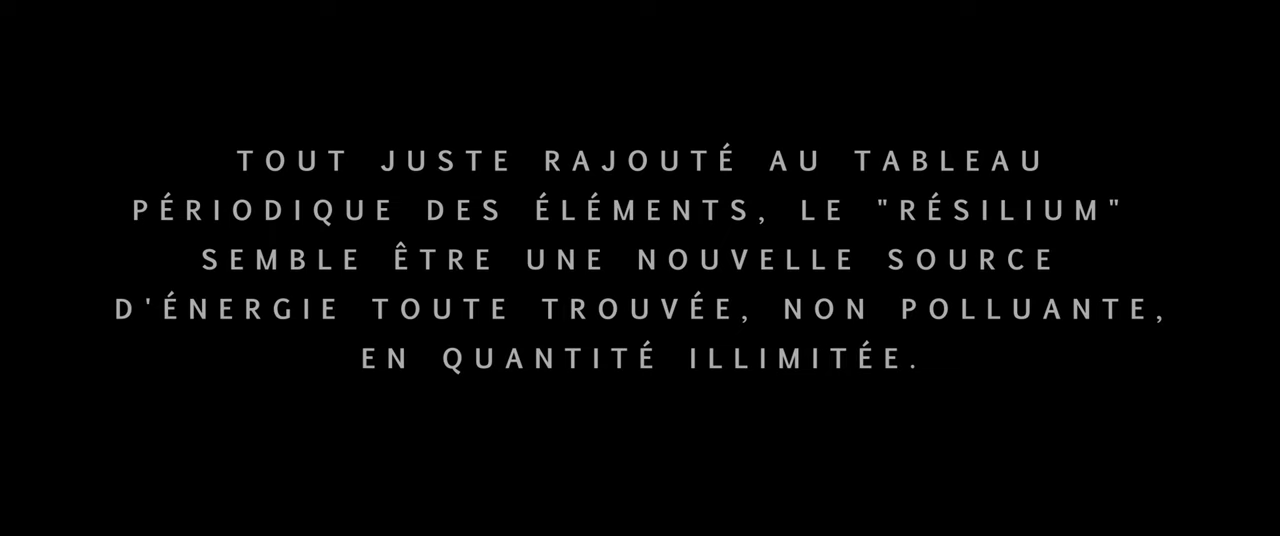 TOUT JUSTE RAJOUTÉ AU TABLEAU
PÉRIODIQUE DES ÉLÉMENTS, LE "RÉSILIUM"
SEMBLE ÊTRE UNE NOUVELLE SOURCE
D'ÉNERGIE TOUTE TROUVÉE, NON POLLUANTE,
EN QUANTITÉ ILLIMITÉE.